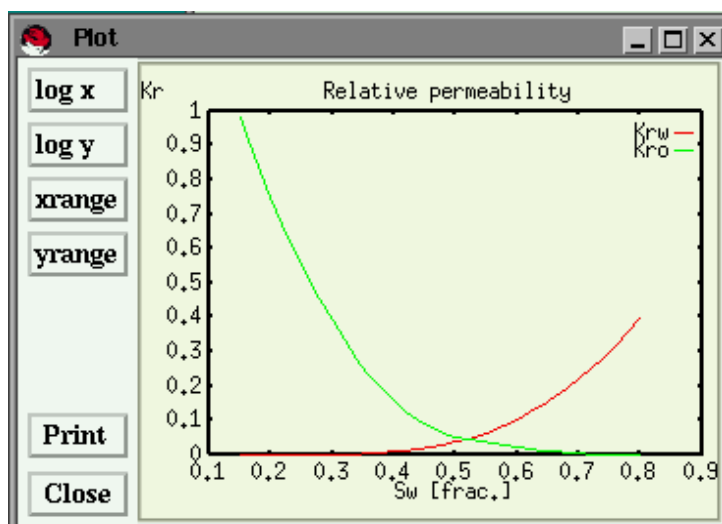 Plot
log x
log y
xrange
yrange
Print
Close
Kr
Relative permeability
Krw
Kro
1
0.9
0.8
0.7
0.6
0.5
0.4
0.3
0.2
0.1
0
0.1 0.2 0.3 0.4 0.5 0.6 0.7 0.8 0.9
Sw [frac.]